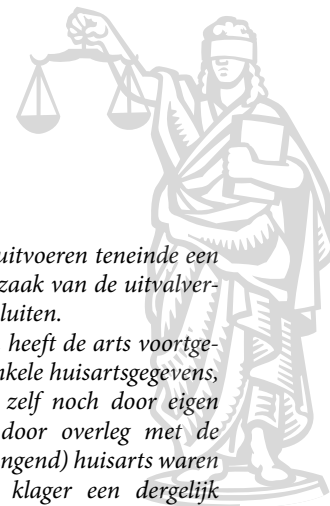 uitvoeren teneinde een
zaak van de uitvalver-
luiten.
heeft de arts voortge-
nkele huisartsgegevens,
zelf noch door eigen
door overleg met de
ngend) huisarts waren
klager een dergelijk